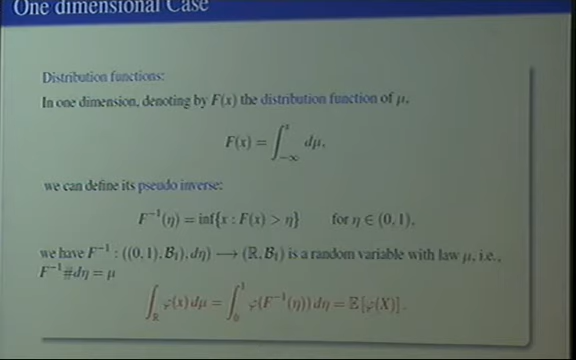 One dimensional Case
Distribution functions:
In one dimension, denoting by F(x) the distribution function of μ,
F(x) = ∫_{-∞}^{x} dμ,
we can define its pseudo inverse:
F^{-1}(η) = inf{x : F(x) > η} for η ∈ (0, 1),
we have F^{-1} : ((0, 1), B_1), dη) ⟶ (ℝ, B_1) is a random variable with law μ, i.e.,
F^{-1}#dη = μ
∫_ℝ φ(x) dμ = ∫_0^1 φ(F^{-1}(η)) dη = 𝔼 [φ(X)] .